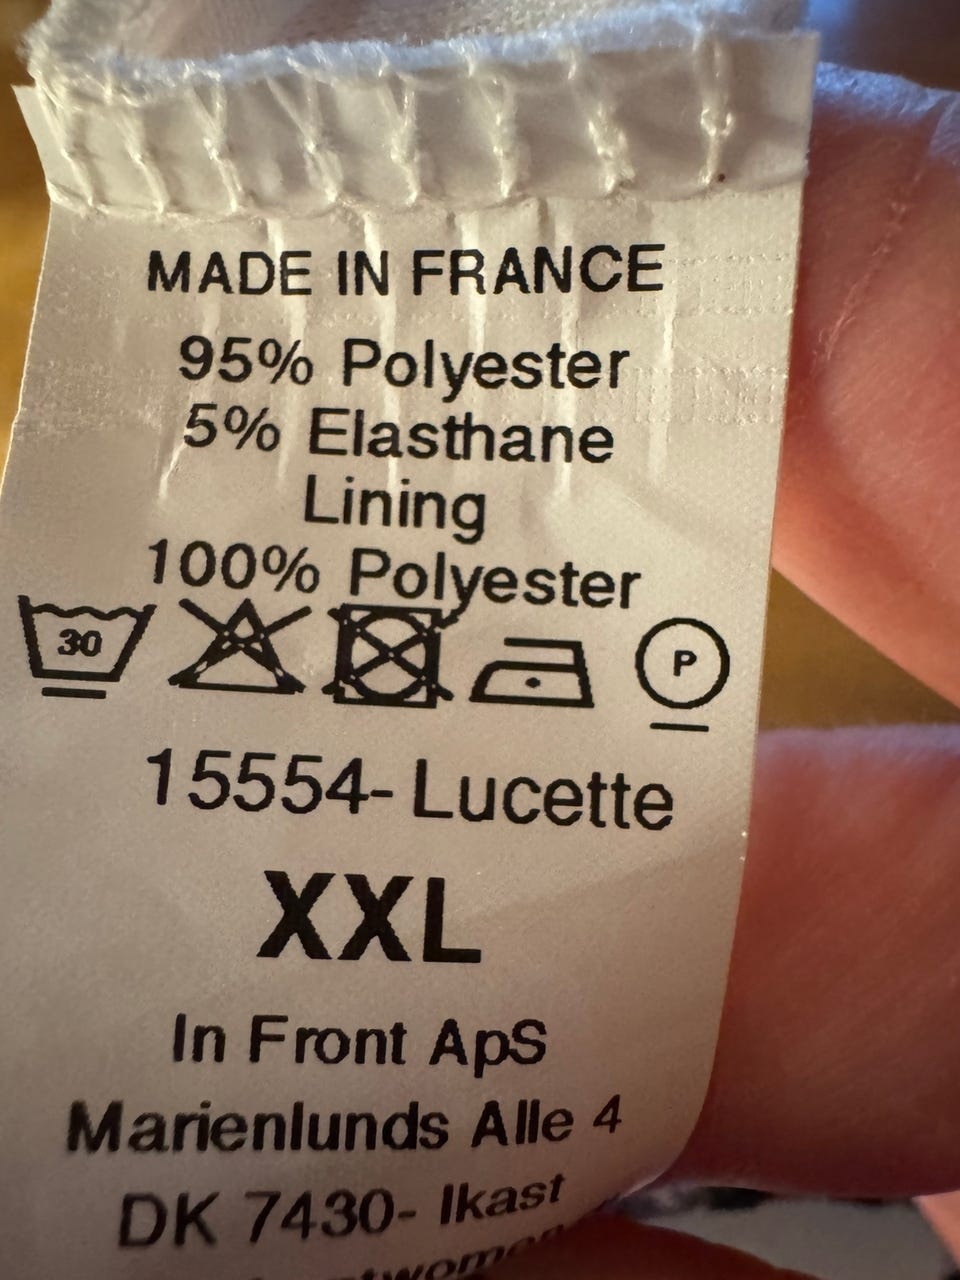 MADE IN FRANCE
95% Polyester
5% Elasthane
Lining
100% Polyester
30 P
15554- Lucette
XXL
In Front ApS
Marienlunds Alle 4
DK 7430- Ikast